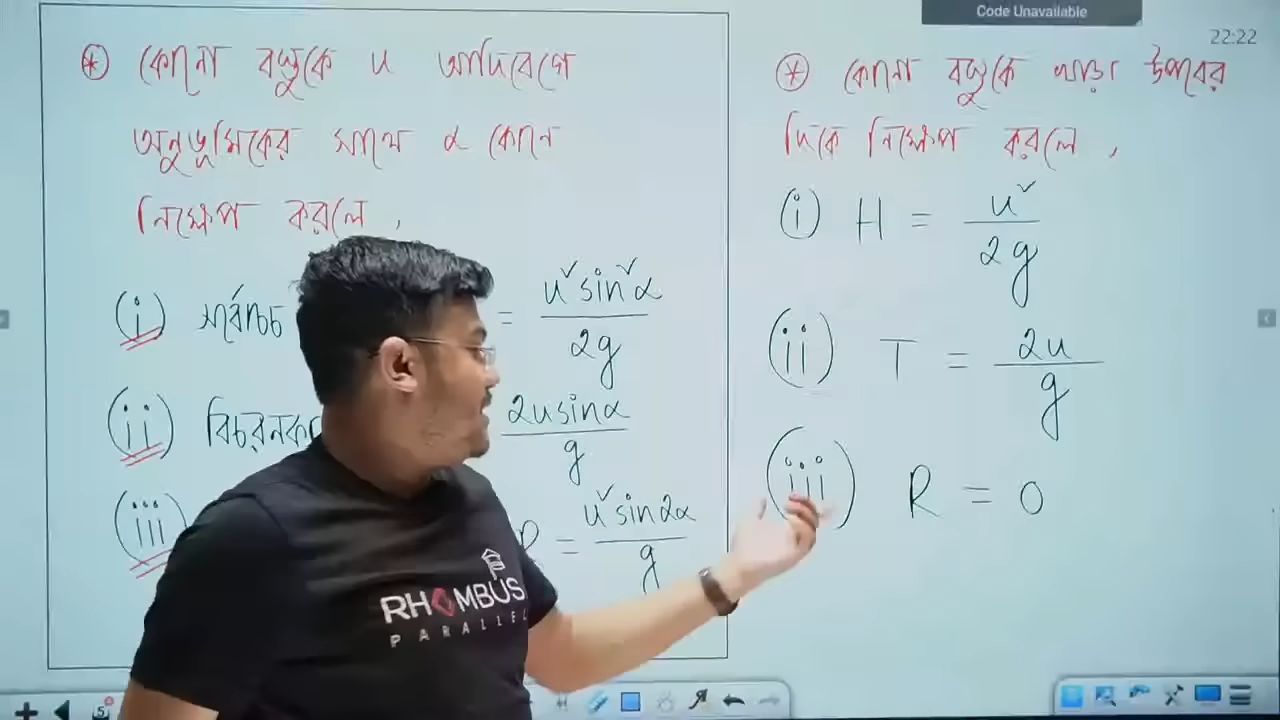 Code Unavailable
22:22
⊛ কোনো বস্তুকে u আদিবেগে
অনুভূমিকের সাথে α কোনে
নিক্ষেপ করলে,
(i) সর্বোচ্চ = u²sin²α / 2g
(ii) বিচরনকা 2usinα / g
(iii) R = u²sin2α / g
⊛ কোনো বস্তুকে খাড়া উপরের
দিকে নিক্ষেপ করলে,
(i) H = u² / 2g
(ii) T = 2u / g
(iii) R = 0
RHOMBUS
PARALLEL